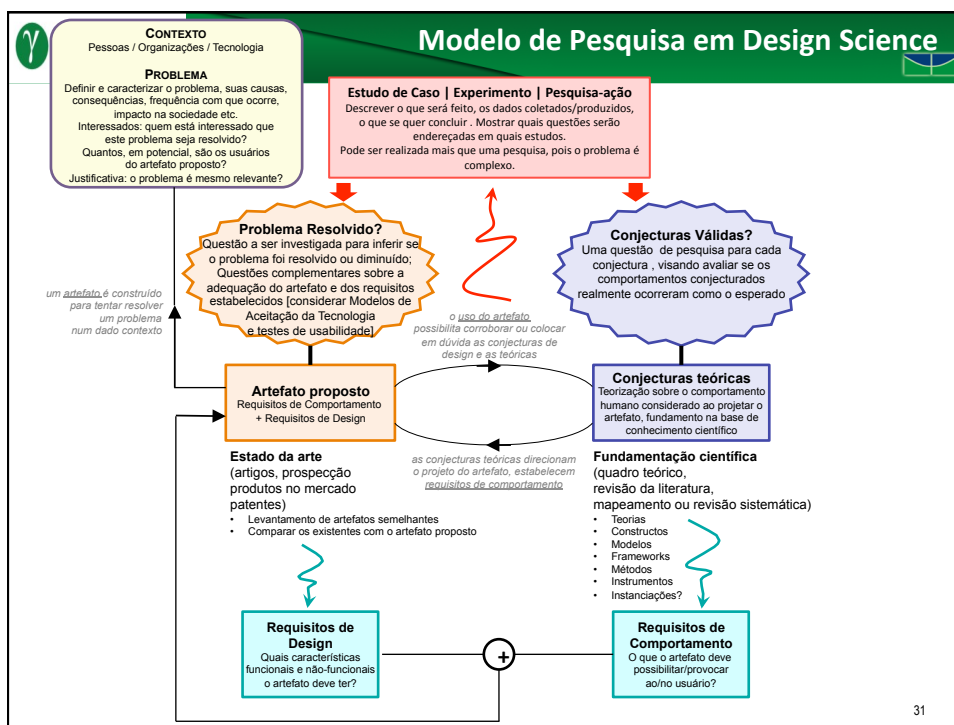 γ
Modelo de Pesquisa em Design Science
CONTEXTO
Pessoas / Organizações / Tecnologia
PROBLEMA
Definir e caracterizar o problema, suas causas,
consequências, frequência com que ocorre,
impacto na sociedade etc.
Interessados: quem está interessado que
este problema seja resolvido?
Quantos, em potencial, são os usuários
do artefato proposto?
Justificativa: o problema é mesmo relevante?
Estudo de Caso | Experimento | Pesquisa-ação
Descrever o que será feito, os dados coletados/produzidos,
o que se quer concluir . Mostrar quais questões serão
endereçadas em quais estudos.
Pode ser realizada mais que uma pesquisa, pois o problema é
complexo.
Problema Resolvido?
Questão a ser investigada para inferir se
o problema foi resolvido ou diminuído;
Questões complementares sobre a
adequação do artefato e dos requisitos
estabelecidos [considerar Modelos de
Aceitação da Tecnologia
e testes de usabilidade]
Conjecturas Válidas?
Uma questão de pesquisa para cada
conjectura , visando avaliar se os
comportamentos conjecturados
realmente ocorreram como o esperado
um artefato é construído
para tentar resolver
um problema
num dado contexto
o uso do artefato
possibilita corroborar ou colocar
em dúvida as conjecturas de
design e as teóricas
Artefato proposto
Requisitos de Comportamento
+ Requisitos de Design
Conjecturas teóricas
Teorização sobre o comportamento
humano considerado ao projetar o
artefato, fundamento na base de
conhecimento científico
as conjecturas teóricas direcionam
o projeto do artefato, estabelecem
requisitos de comportamento
Estado da arte
(artigos, prospecção
produtos no mercado
patentes)
• Levantamento de artefatos semelhantes
• Comparar os existentes com o artefato proposto
Fundamentação científica
(quadro teórico,
revisão da literatura,
mapeamento ou revisão sistemática)
• Teorias
• Constructos
• Modelos
• Frameworks
• Métodos
• Instrumentos
• Instanciações?
Requisitos de
Design
Quais características
funcionais e não-funcionais
o artefato deve ter?
+
Requisitos de
Comportamento
O que o artefato deve
possibilitar/provocar
ao/no usuário?
31